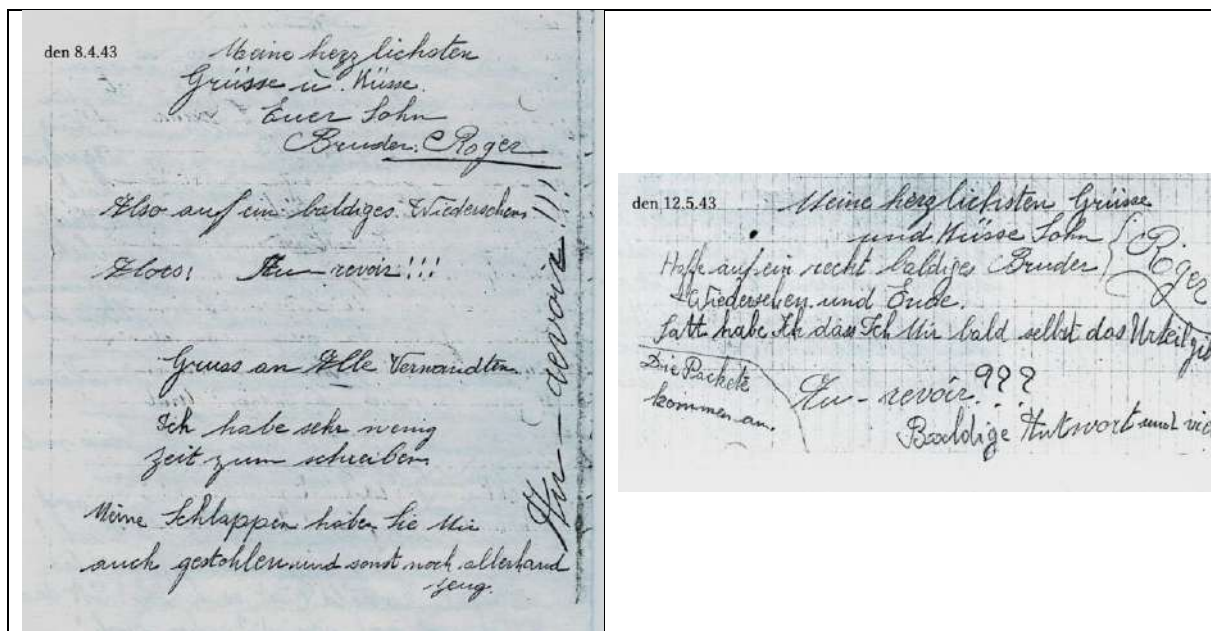 den 8.4.43
Meine herzlichsten
Grüsse u. Küsse.
Euer Sohn
Bruder. Roger
Also auf ein baldiges. Wiedersehens
Alors! Au – revoir!!!
Gruss an Alle Verwandten.
Ich habe sehr wenig
Zeit zum schreiben.
Meine Schlappen haben Sie Mir
auch gestohlen und sonst noch allerhand
zeug.
Au – revoir!!!
den 12.5.43
Meine herzlichsten Grüsse
und Küsse Sohn
Hoffe auf ein recht baldiges Bruder } Roger
Wiedersehen und Ende.
Satt habe Ich dass Ich Mir bald selbst das Urteil
Die Packete
kommen an.
Au – revoir.???
Baldige Antwort und